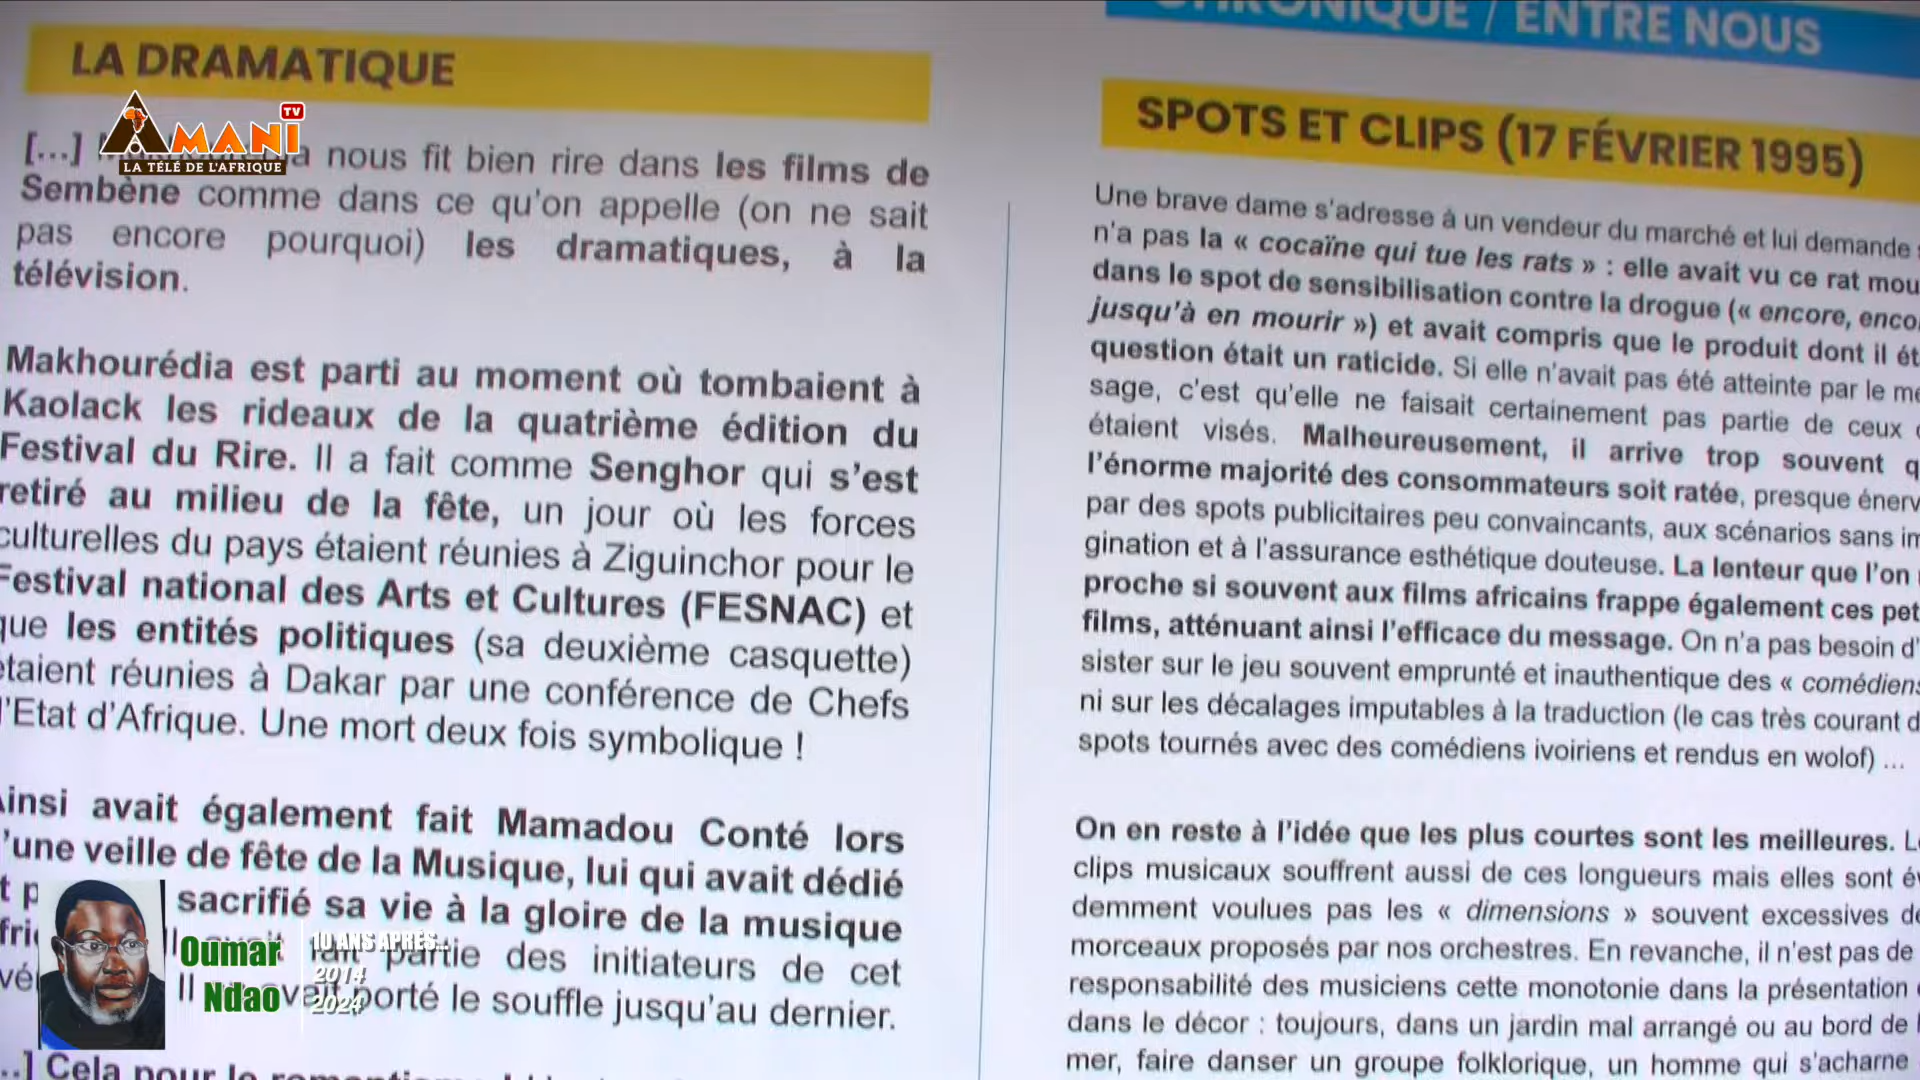 LA DRAMATIQUE
[...] nous fit bien rire dans les films de
Sembène comme dans ce qu'on appelle (on ne sait
pas encore pourquoi) les dramatiques, à la
télévision.
Makhourédia est parti au moment où tombaient à
Kaolack les rideaux de la quatrième édition du
Festival du Rire. Il a fait comme Senghor qui s'est
retiré au milieu de la fête, un jour où les forces
culturelles du pays étaient réunies à Ziguinchor pour le
Festival national des Arts et Cultures (FESNAC) et
que les entités politiques (sa deuxième casquette)
étaient réunies à Dakar par une conférence de Chefs
d'Etat d'Afrique. Une mort deux fois symbolique !
Ainsi avait également fait Mamadou Conté lors
d'une veille de fête de la Musique, lui qui avait dédié
sacrifié sa vie à la gloire de la musique
fait partie des initiateurs de cet
Il porté le souffle jusqu'au dernier.
..] Cela pour le
CHRONIQUE / ENTRE NOUS
SPOTS ET CLIPS (17 FÉVRIER 1995)
Une brave dame s'adresse à un vendeur du marché et lui demande
n'a pas la « cocaïne qui tue les rats » : elle avait vu ce rat mou
dans le spot de sensibilisation contre la drogue (« encore, enco
jusqu'à en mourir ») et avait compris que le produit dont il ét
question était un raticide. Si elle n'avait pas été atteinte par le me
sage, c'est qu'elle ne faisait certainement pas partie de ceux
étaient visés. Malheureusement, il arrive trop souvent q
l'énorme majorité des consommateurs soit ratée, presque énerv
par des spots publicitaires peu convaincants, aux scénarios sans im
gination et à l'assurance esthétique douteuse. La lenteur que l'on
proche si souvent aux films africains frappe également ces pet
films, atténuant ainsi l'efficace du message. On n'a pas besoin d'
sister sur le jeu souvent emprunté et inauthentique des « comédiens
ni sur les décalages imputables à la traduction (le cas très courant d
spots tournés avec des comédiens ivoiriens et rendus en wolof) ...
On en reste à l'idée que les plus courtes sont les meilleures. L
clips musicaux souffrent aussi de ces longueurs mais elles sont év
demment voulues pas les « dimensions » souvent excessives de
morceaux proposés par nos orchestres. En revanche, il n'est pas de
responsabilité des musiciens cette monotonie dans la présentation
dans le décor : toujours, dans un jardin mal arrangé ou au bord de l
mer, faire danser un groupe folklorique, un homme qui s'acharne
AMANI TV
LA TÉLÉ DE L'AFRIQUE
Oumar
Ndao
10 ANS APRÈS...
2014
2024